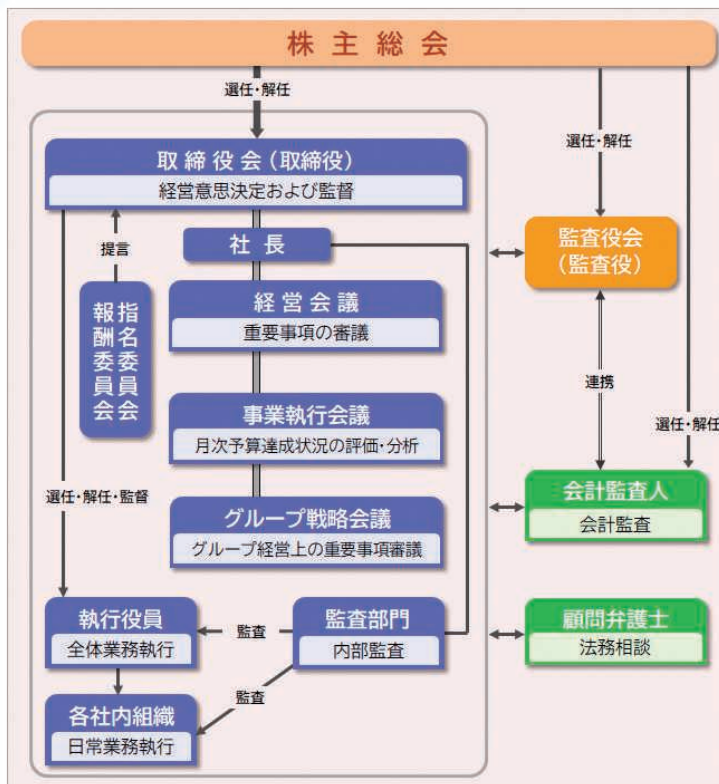 株主総会
選任・解任
取締役会(取締役)
経営意思決定および監督
選任・解任
社長
監査役会
(監査役)
提言
指名委員会
報酬委員会
経営会議
重要事項の審議
連携
事業執行会議
月次予算達成状況の評価・分析
選任・解任
選任・解任・監督
会計監査人
会計監査
グループ戦略会議
グループ経営上の重要事項審議
執行役員
全体業務執行
監査
監査部門
内部監査
顧問弁護士
法務相談
監査
各社内組織
日常業務執行